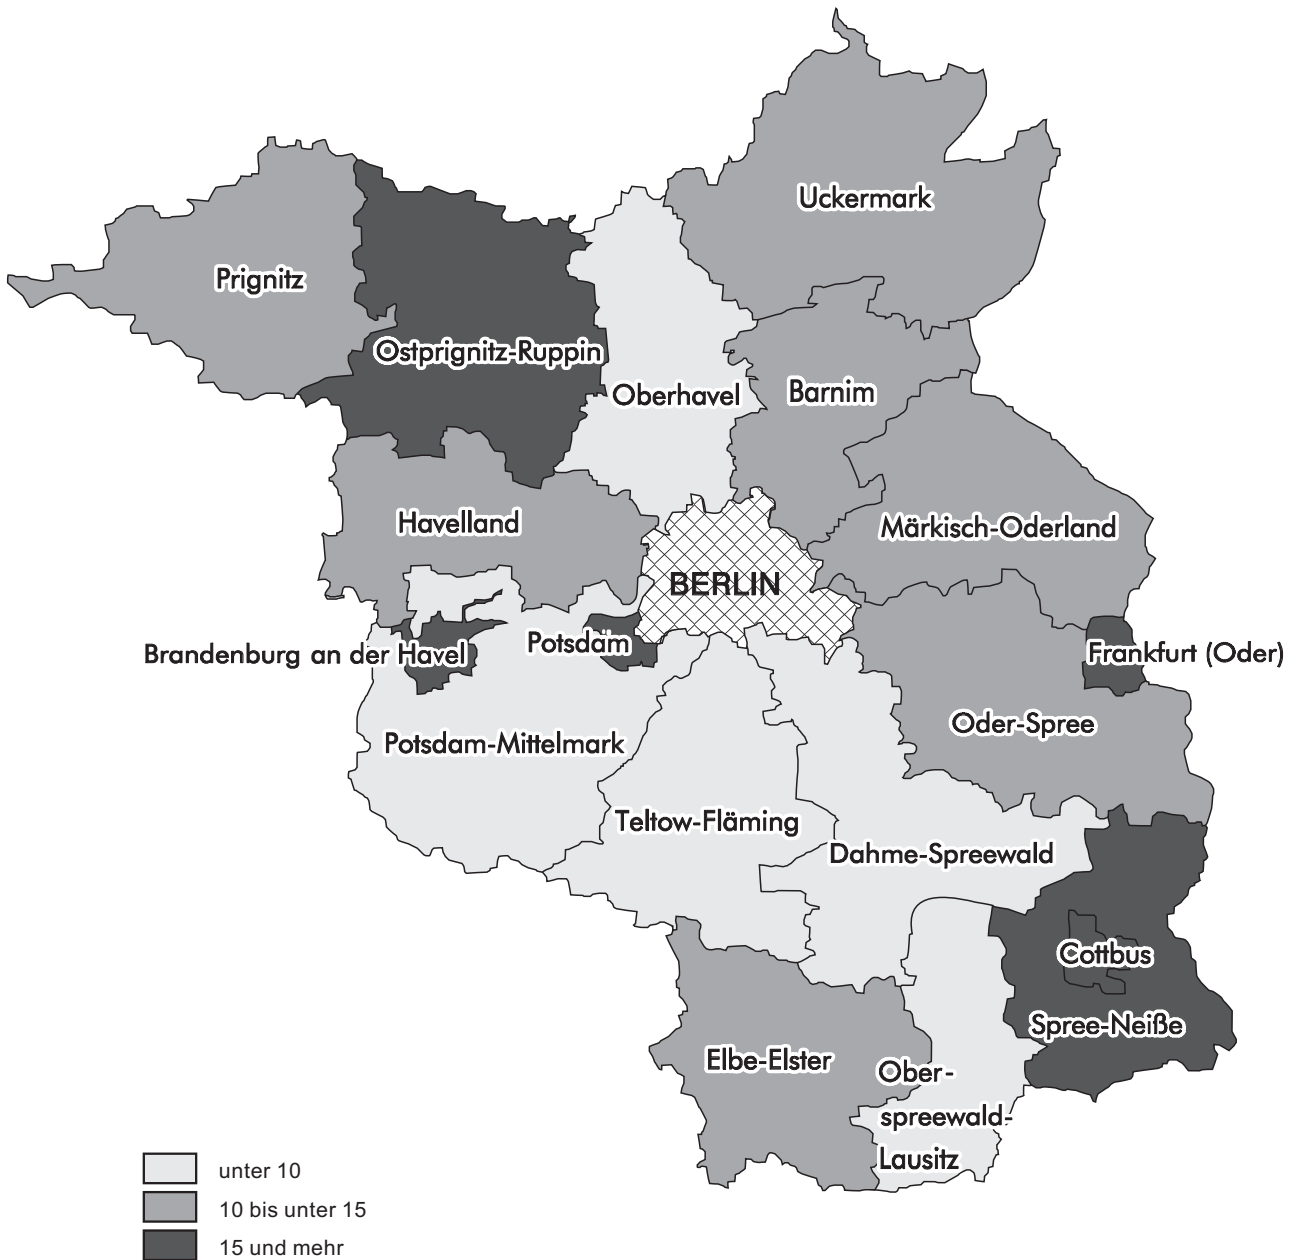 Uckermark
Prignitz
Ostprignitz-Ruppin
Oberhavel
Barnim
Havelland
Märkisch-Oderland
BERLIN
Brandenburg an der Havel
Potsdam
Frankfurt (Oder)
Oder-Spree
Potsdam-Mittelmark
Teltow-Fläming
Dahme-Spreewald
Cottbus
Spree-Neiße
Elbe-Elster
Ober-
spreewald-
Lausitz
unter 10
10 bis unter 15
15 und mehr